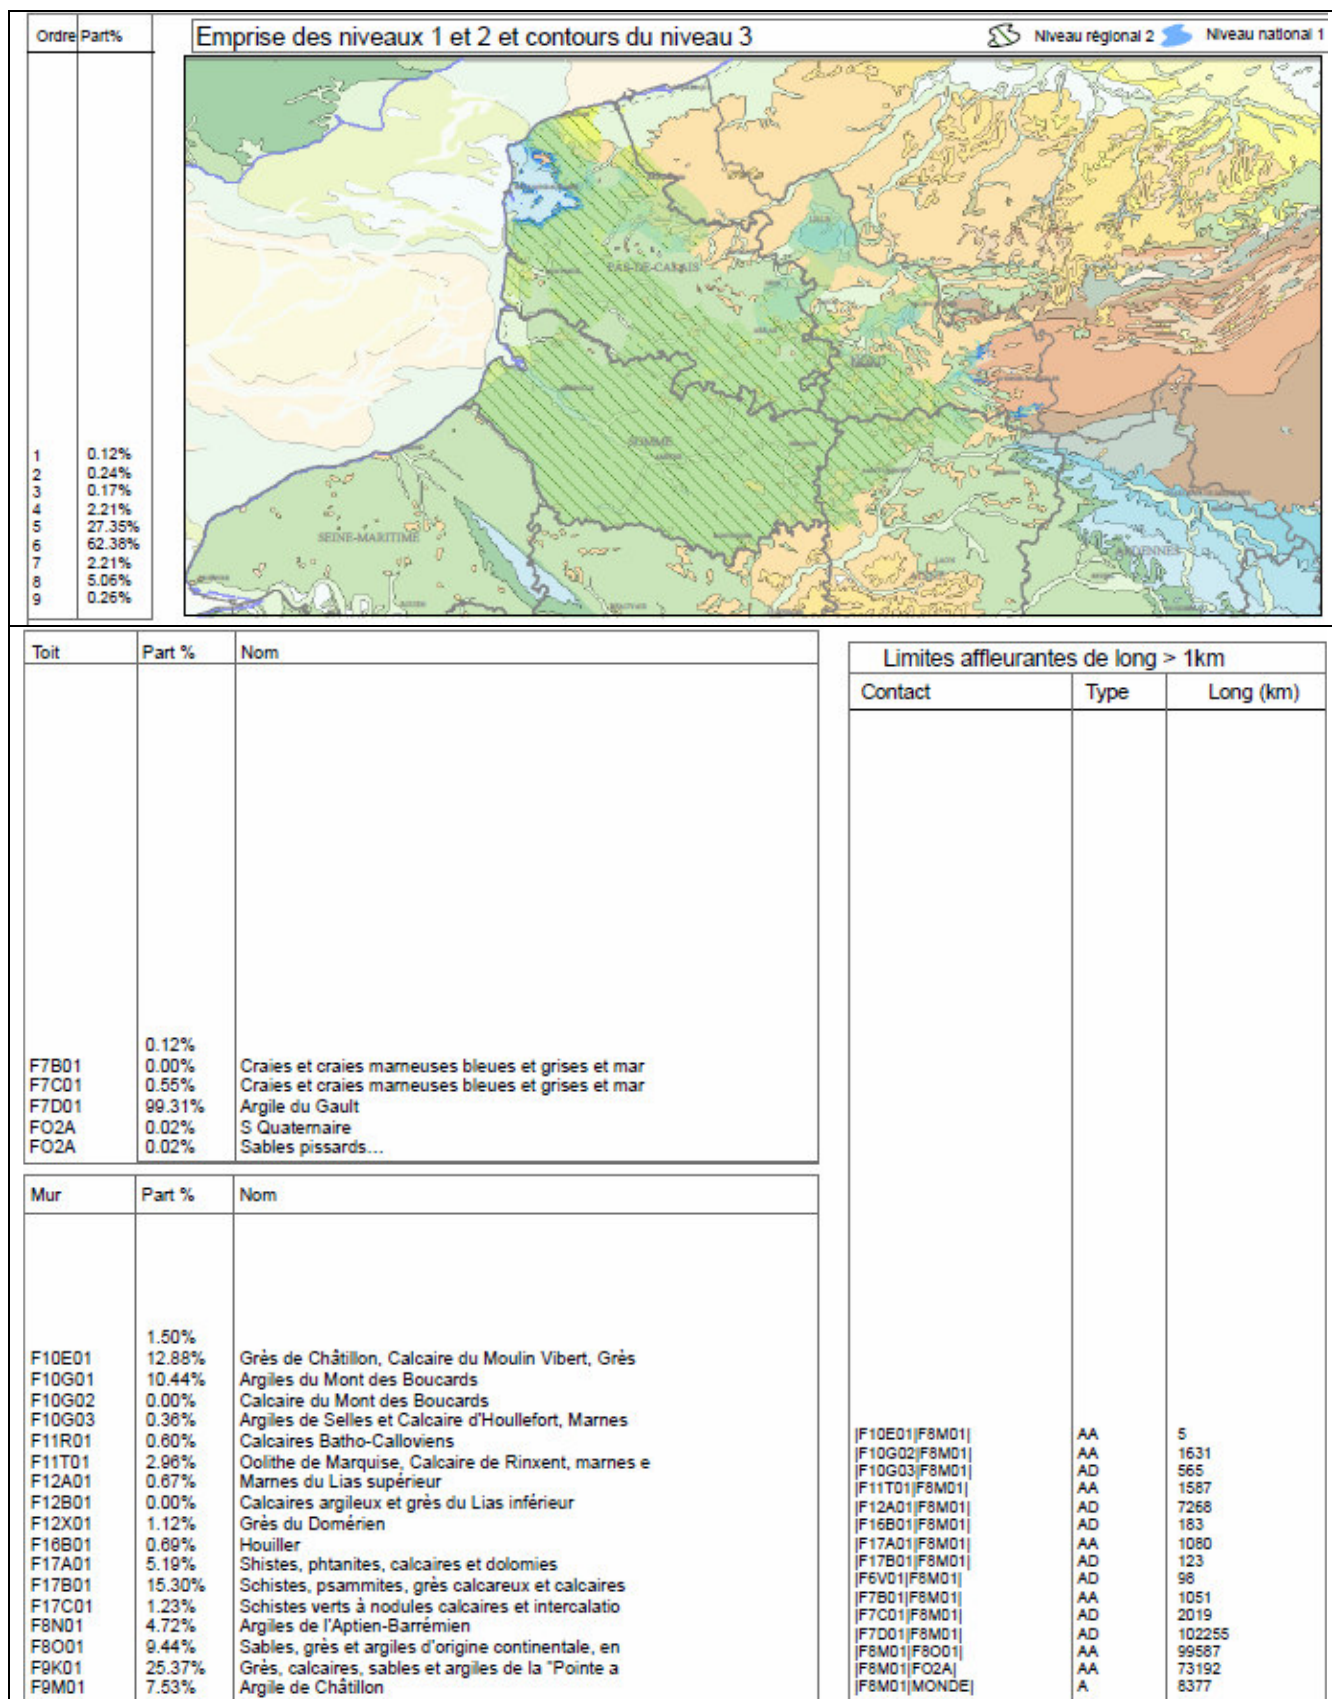 Ordre Part%
Emprise des niveaux 1 et 2 et contours du niveau 3
Niveau régional 2
Niveau national 1
PAS-DE-CALAIS
SOMME
SEINE-MARITIME
ARDENNES
1 0.12%
2 0.24%
3 0.17%
4 2.21%
5 27.35%
6 62.38%
7 2.21%
8 5.06%
9 0.26%
Toit Part % Nom
0.12%
F7B01 0.00% Craies et craies marneuses bleues et grises et mar
F7C01 0.55% Craies et craies marneuses bleues et grises et mar
F7D01 99.31% Argile du Gault
FO2A 0.02% S Quaternaire
FO2A 0.02% Sables pissards...
Mur Part % Nom
1.50%
F10E01 12.88% Grès de Châtillon, Calcaire du Moulin Vibert, Grès
F10G01 10.44% Argiles du Mont des Boucards
F10G02 0.00% Calcaire du Mont des Boucards
F10G03 0.36% Argiles de Selles et Calcaire d'Houllefort, Marnes
F11R01 0.60% Calcaires Batho-Calloviens
F11T01 2.96% Oolithe de Marquise, Calcaire de Rinxent, marnes e
F12A01 0.67% Marnes du Lias supérieur
F12B01 0.00% Calcaires argileux et grès du Lias inférieur
F12X01 1.12% Grès du Domérien
F16B01 0.69% Houiller
F17A01 5.19% Shistes, phtanites, calcaires et dolomies
F17B01 15.30% Schistes, psammites, grès calcareux et calcaires
F17C01 1.23% Schistes verts à nodules calcaires et intercalatio
F8N01 4.72% Argiles de l'Aptien-Barrémien
F8O01 9.44% Sables, grès et argiles d'origine continentale, en
F9K01 25.37% Grès, calcaires, sables et argiles de la "Pointe a
F9M01 7.53% Argile de Châtillon
Limites affleurantes de long > 1km
Contact Type Long (km)
|F10E01|F8M01| AA 5
|F10G02|F8M01| AA 1631
|F10G03|F8M01| AD 565
|F11T01|F8M01| AA 1587
|F12A01|F8M01| AD 7268
|F16B01|F8M01| AD 183
|F17A01|F8M01| AA 1080
|F17B01|F8M01| AD 123
|F6V01|F8M01| AD 98
|F7B01|F8M01| AA 1051
|F7C01|F8M01| AD 2019
|F7D01|F8M01| AD 102255
|F8M01|F8O01| AA 99587
|F8M01|FO2A| AA 73192
|F8M01|MONDE| A 8377